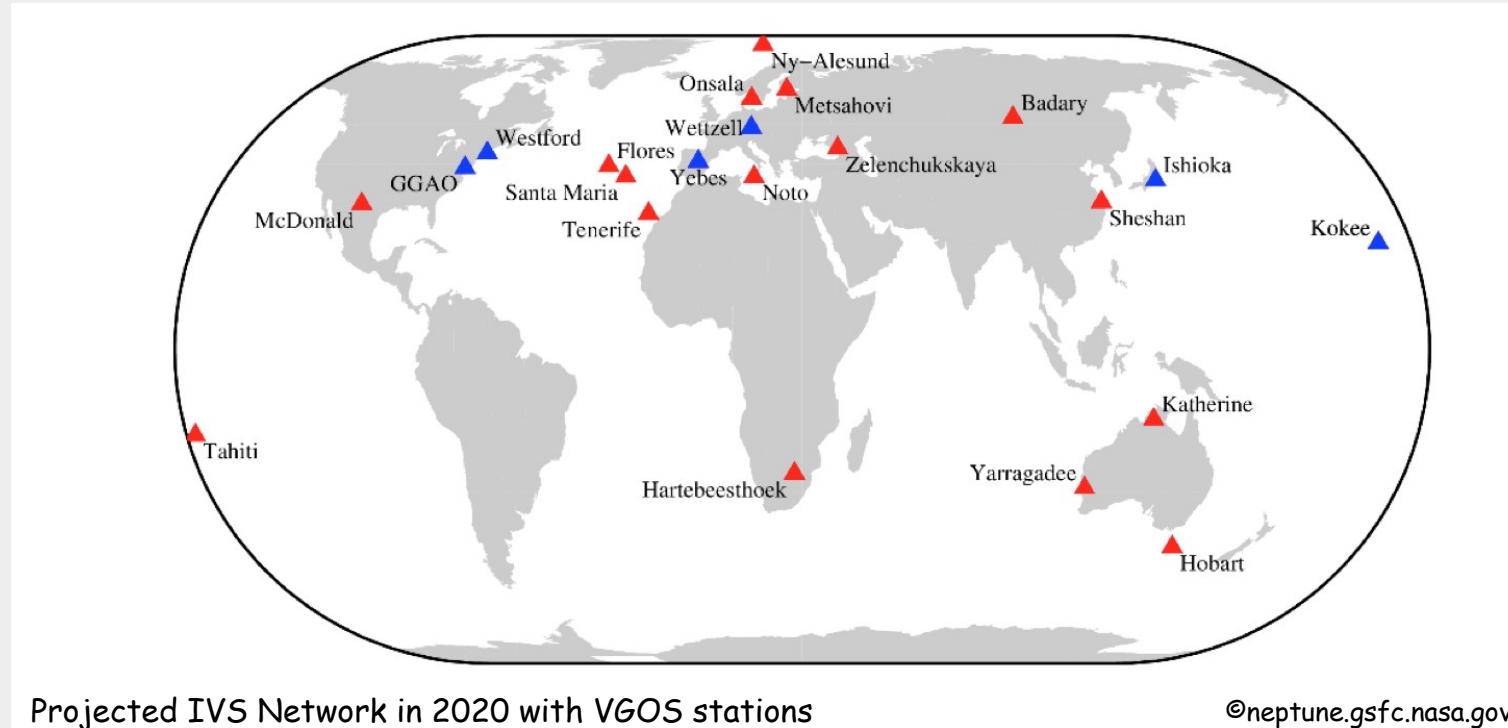 Ny-Alesund
Onsala
Metsahovi
Badary
Wettzell
Westford
Flores
Zelenchukskaya
Ishioka
GGAO
Yebes
Santa Maria
Noto
McDonald
Sheshan
Tenerife
Kokee
Katherine
Tahiti
Yarragadee
Hartebeesthoek
Hobart
Projected IVS Network in 2020 with VGOS stations
©neptune.gsfc.nasa.gov